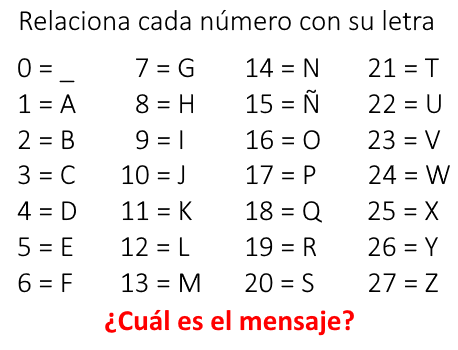 Relaciona cada número con su letra
0 = _ 7 = G 14 = N 21 = T
1 = A 8 = H 15 = Ñ 22 = U
2 = B 9 = I 16 = O 23 = V
3 = C 10 = J 17 = P 24 = W
4 = D 11 = K 18 = Q 25 = X
5 = E 12 = L 19 = R 26 = Y
6 = F 13 = M 20 = S 27 = Z
¿Cuál es el mensaje?